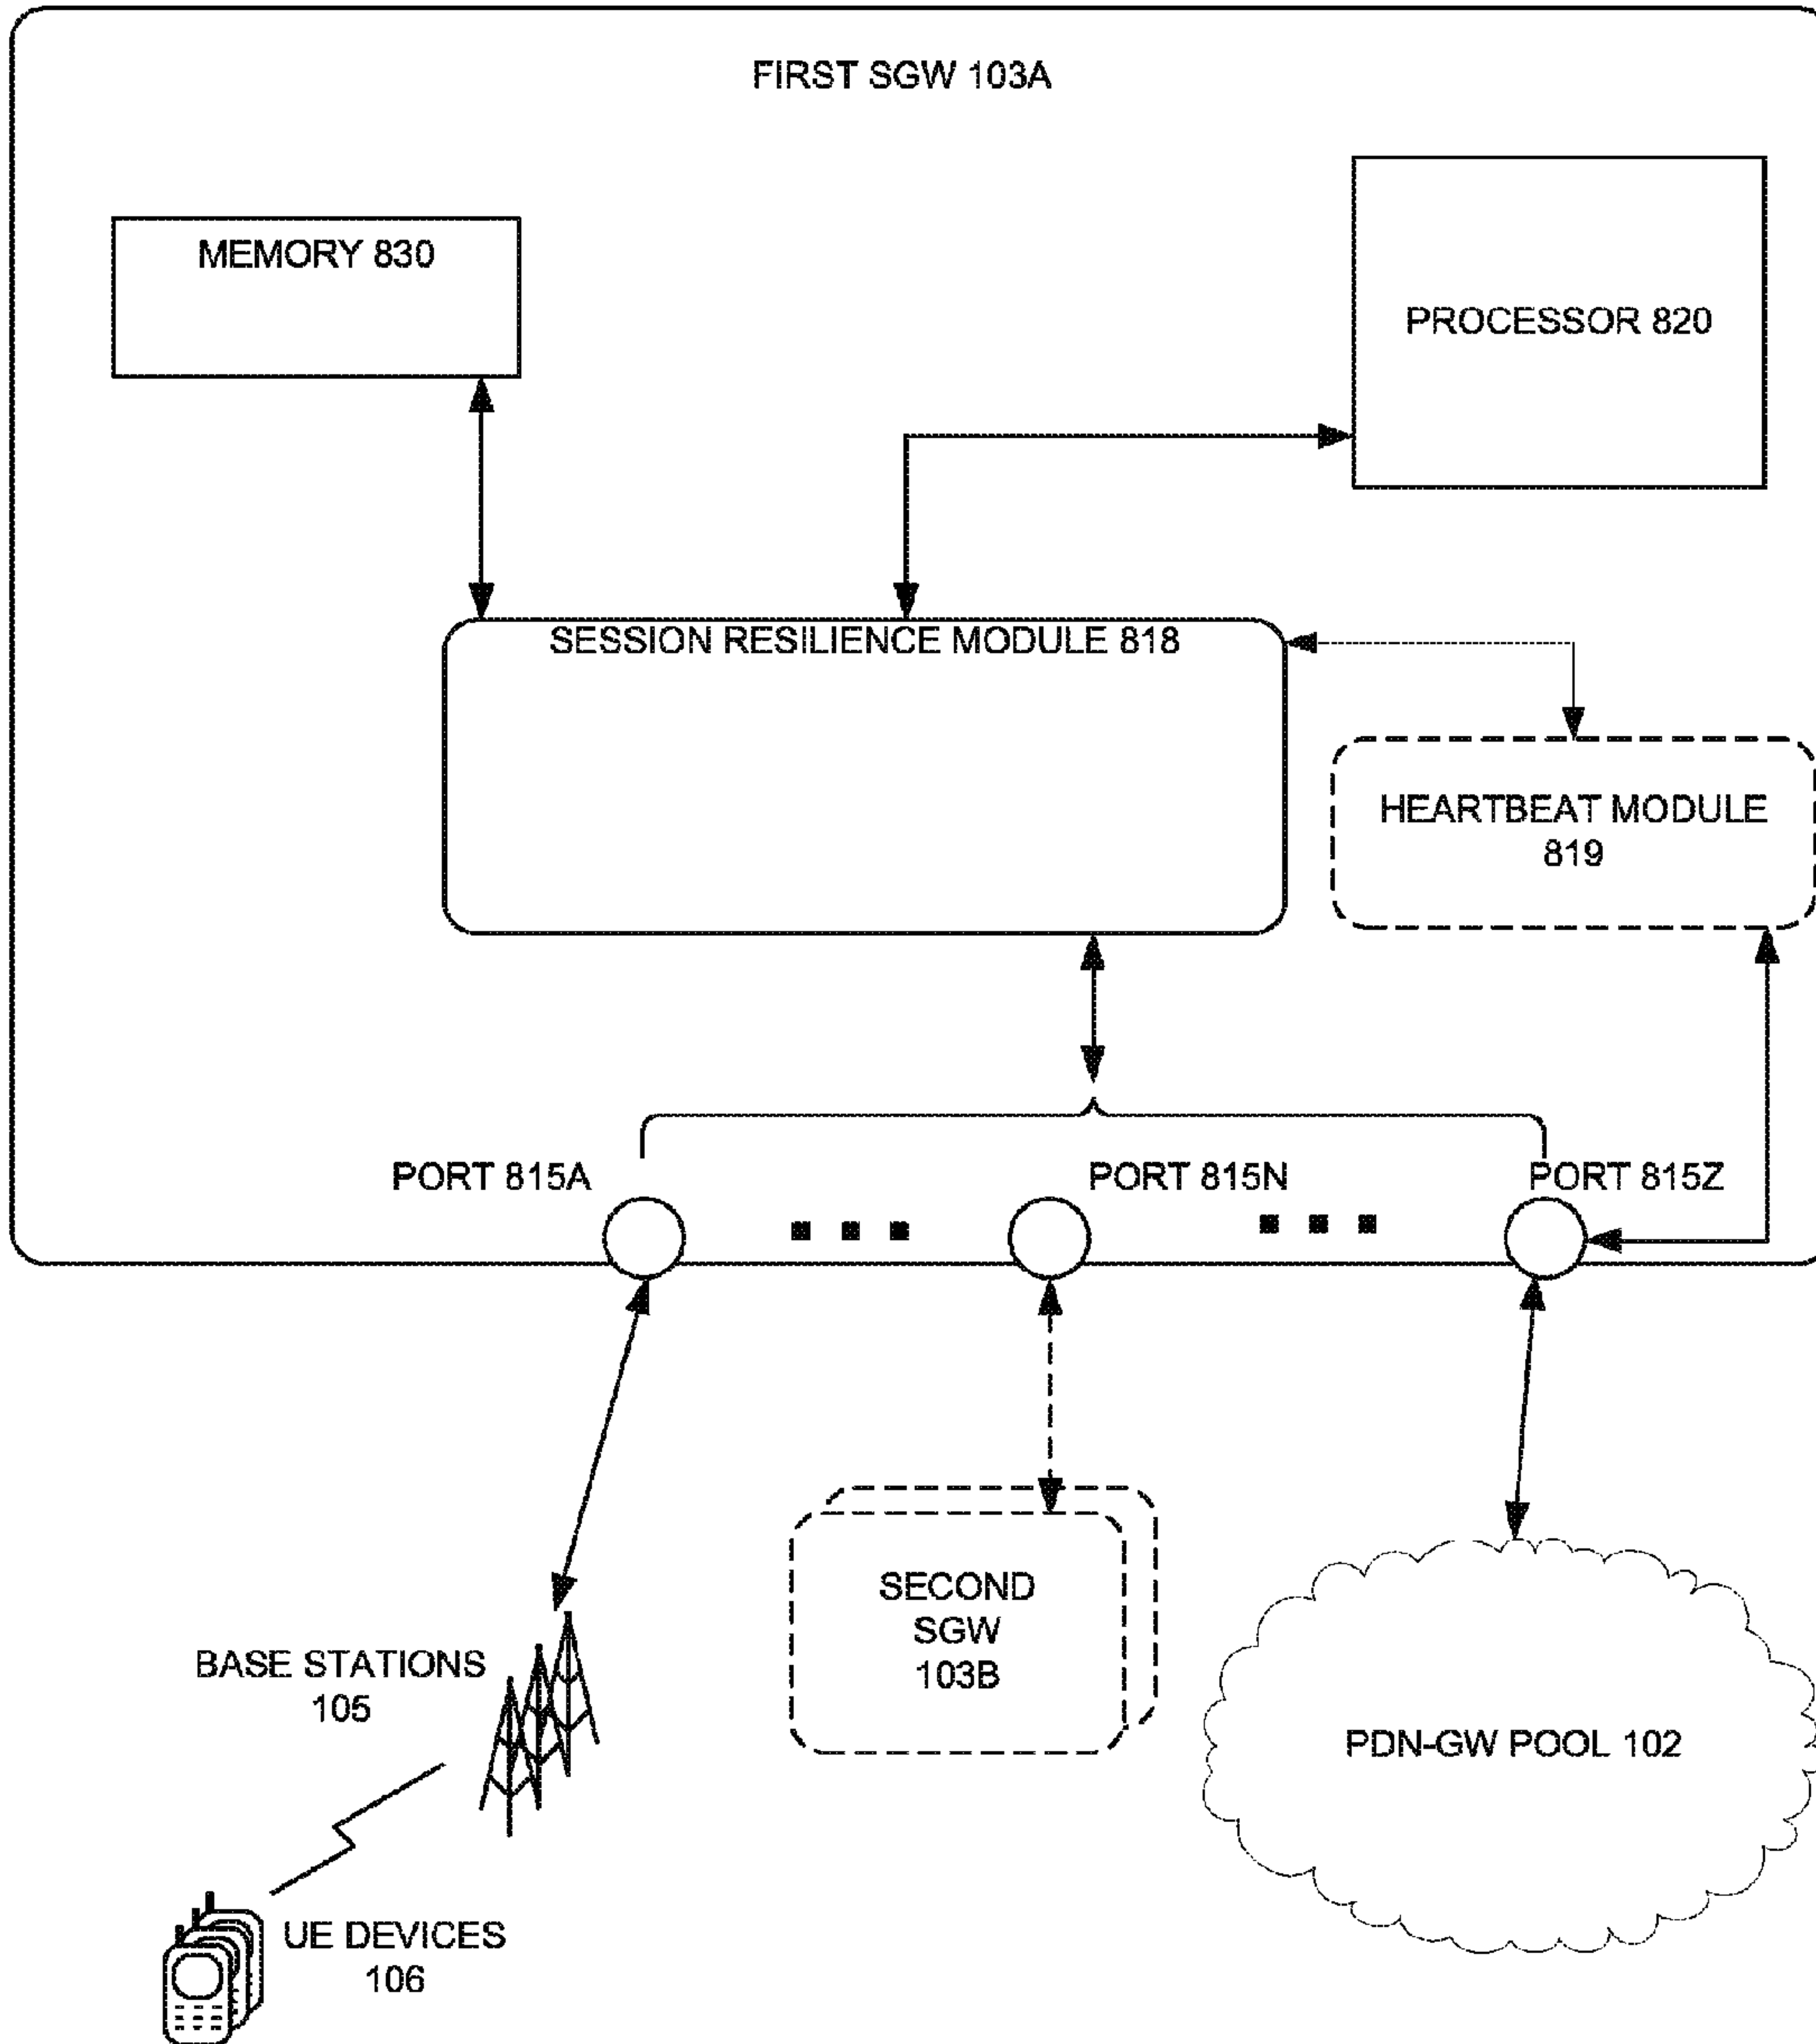 FIRST SGW 103A
MEMORY 830
PROCESSOR 820
SESSION RESILIENCE MODULE 818
HEARTBEAT MODULE
819
PORT 815A
PORT 815N
PORT 815Z
BASE STATIONS
105
SECOND
SGW
103B
PDN-GW POOL 102
UE DEVICES
106